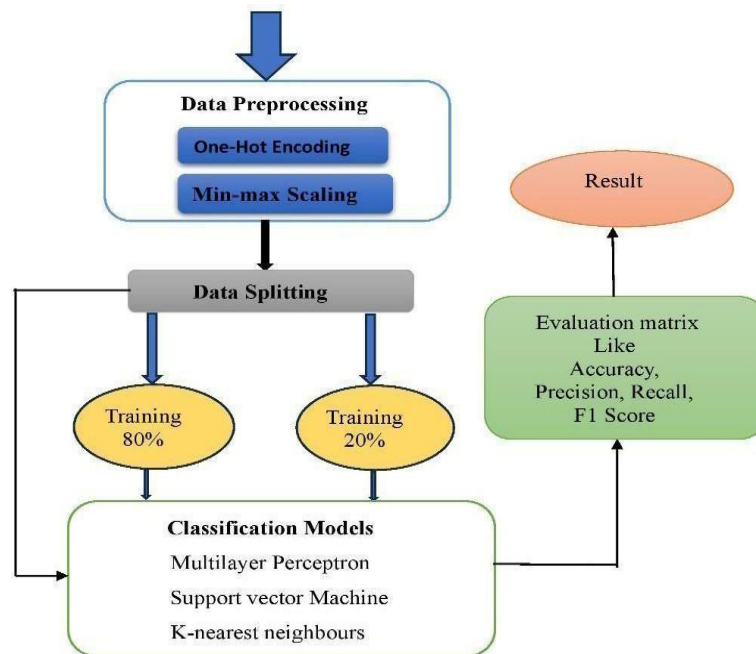 Data Preprocessing
One-Hot Encoding
Min-max Scaling
Data Splitting
Training
80%
Training
20%
Classification Models
Multilayer Perceptron
Support vector Machine
K-nearest neighbours
Evaluation matrix
Like
Accuracy,
Precision, Recall,
F1 Score
Result